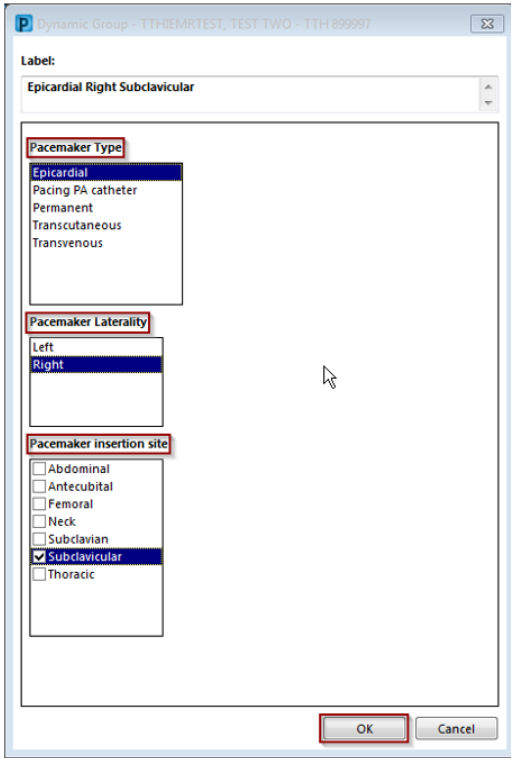 P Dynamic Group - TTHIEMRTEST, TEST TWO - TTH 899997
Label:
Epicardial Right Subclavicular
Pacemaker Type
Epicardial
Pacing PA catheter
Permanent
Transcutaneous
Transvenous
Pacemaker Laterality
Left
Right
Pacemaker insertion site
Abdominal
Antecubital
Femoral
Neck
Subclavian
Subclavicular
Thoracic
OK Cancel